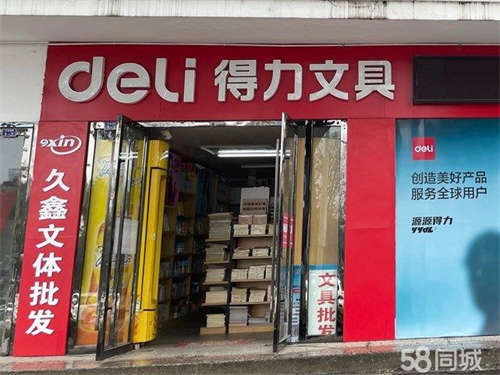 deli 得力文具
9xin
久鑫文体批发
deli
创造美好产品
服务全球用户
源源得力
YYDL
文具批发
58同城